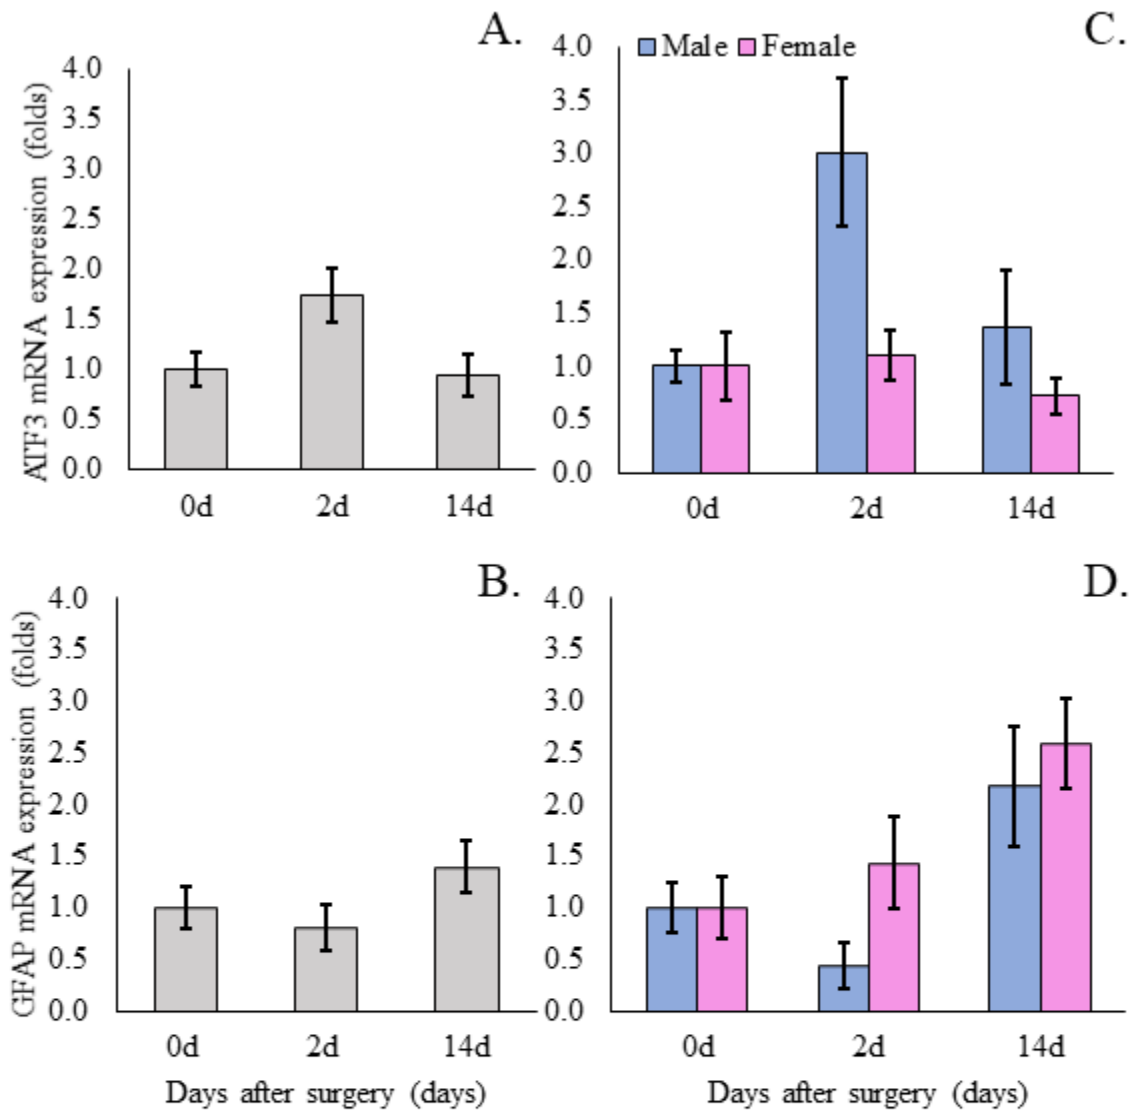 A.
ATF3 mRNA expression (folds)
4.0
3.5
3.0
2.5
2.0
1.5
1.0
0.5
0.0
0d 2d 14d
C.
Male Female
4.0
3.5
3.0
2.5
2.0
1.5
1.0
0.5
0.0
0d 2d 14d
B.
GFAP mRNA expression (folds)
4.0
3.5
3.0
2.5
2.0
1.5
1.0
0.5
0.0
0d 2d 14d
Days after surgery (days)
D.
4.0
3.5
3.0
2.5
2.0
1.5
1.0
0.5
0.0
0d 2d 14d
Days after surgery (days)